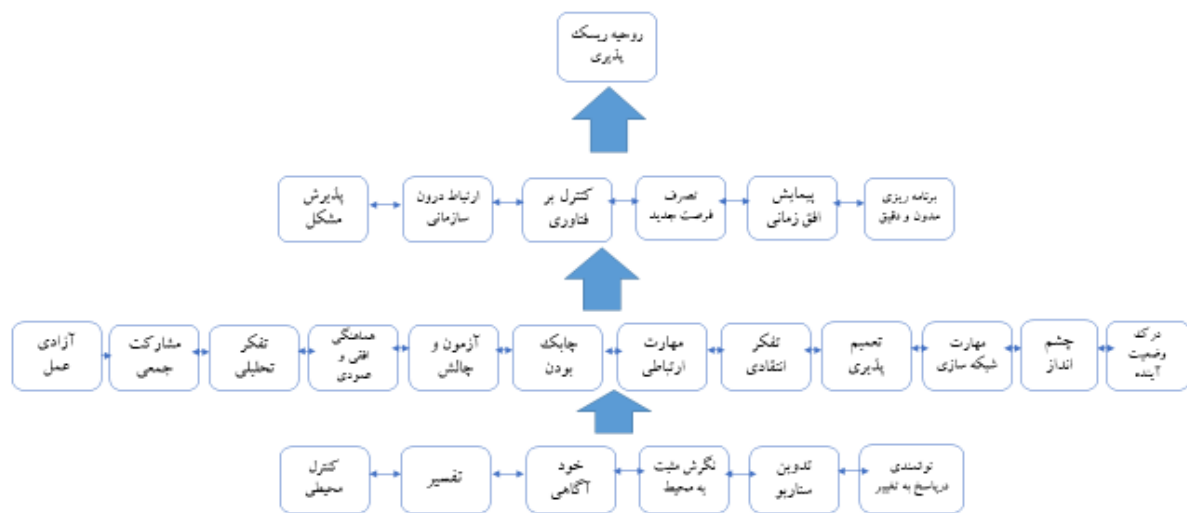 روحیه ریسک
پذیری
برنامه ریزی
مدون و دقیق
پیمایش
افق زمانی
تصرف
فرصت جدید
کنترل بر
فناوری
ارتباط درون
سازمانی
پذیرش
مشکل
درک
وضعیت
آینده
چشم
انداز
مهارت
شبکه سازی
تعمیم
پذیری
تفکر
انتقادی
مهارت
ارتباطی
چابک
بودن
آزمون و
چالش
هماهنگی
افقی و
عمودی
تفکر
تحلیلی
مشارکت
جمعی
آزادی
عمل
توانمندی
درپاسخ به تغییر
تدوین
سناریو
نگرش مثبت
به محیط
خود
آگاهی
تفسیر
کنترل
محیطی